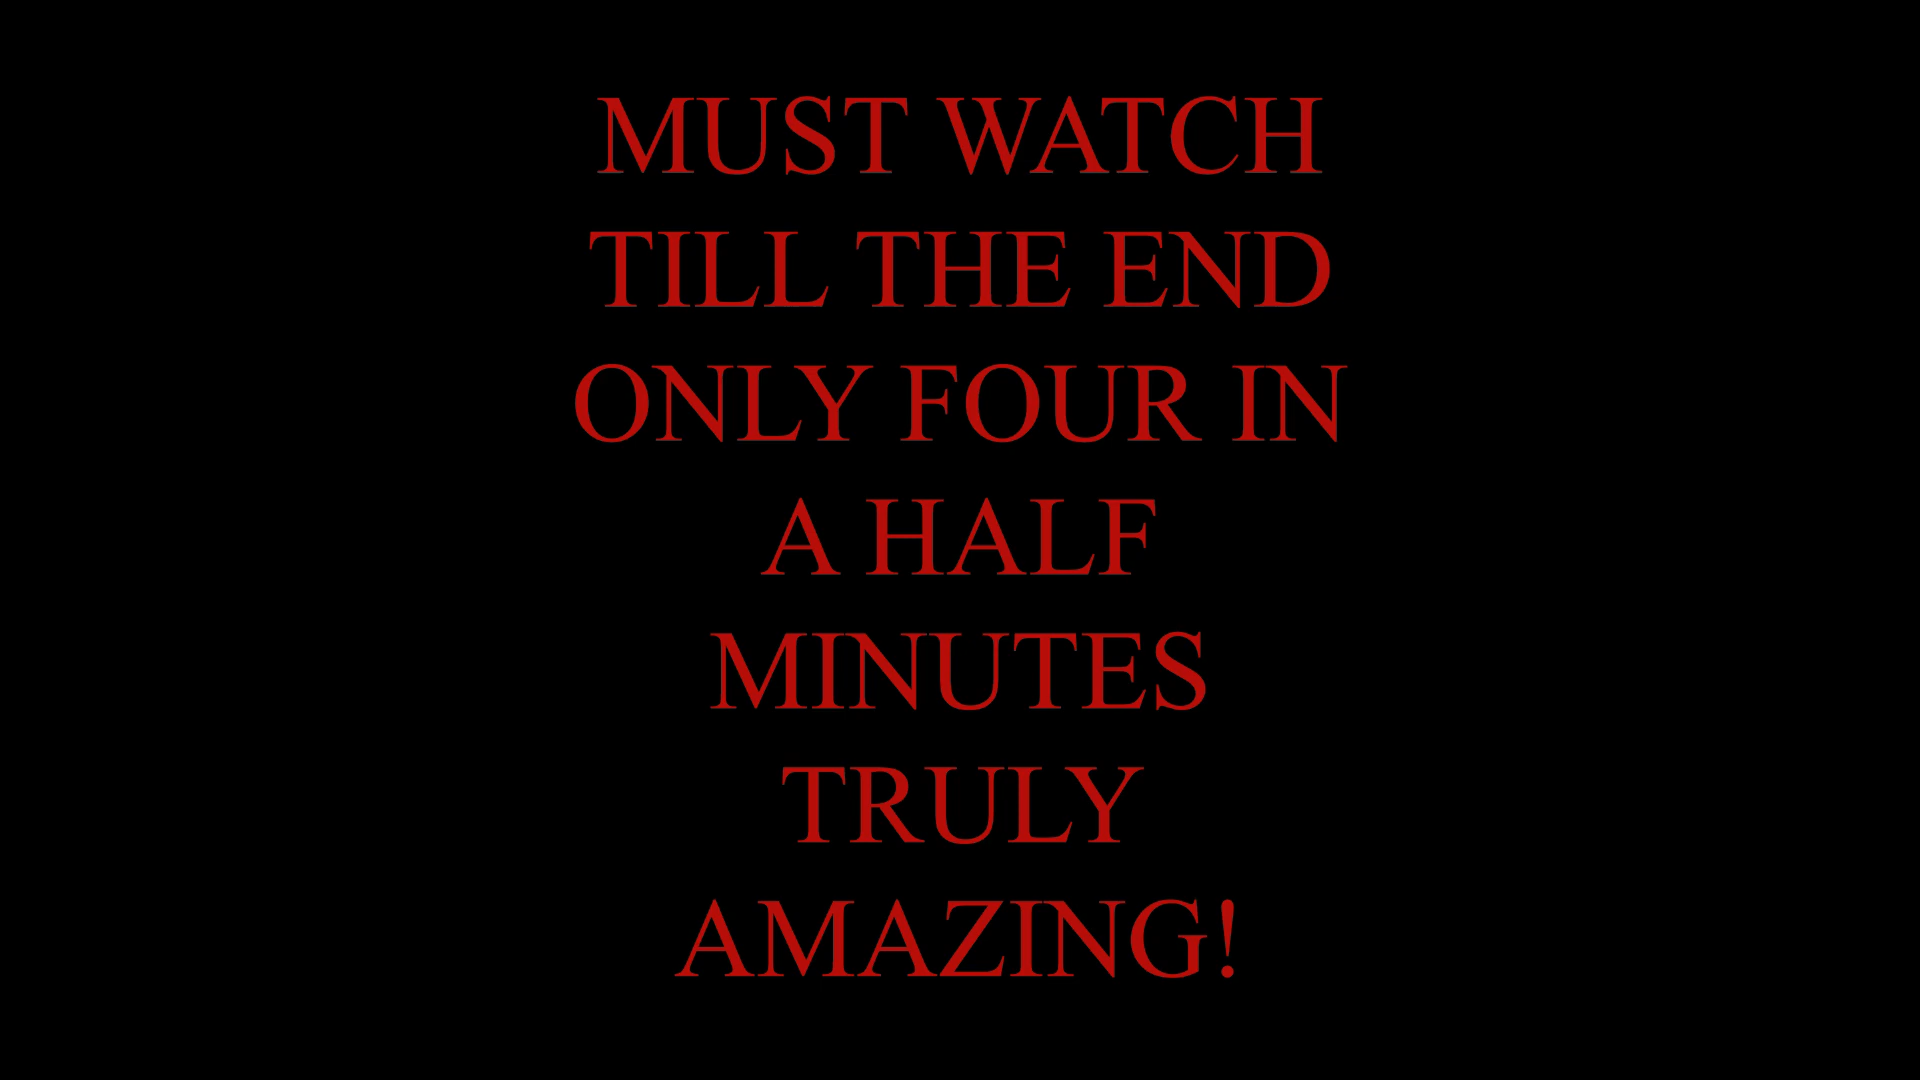 MUST WATCH
TILL THE END
ONLY FOUR IN
A HALF
MINUTES
TRULY
AMAZING!